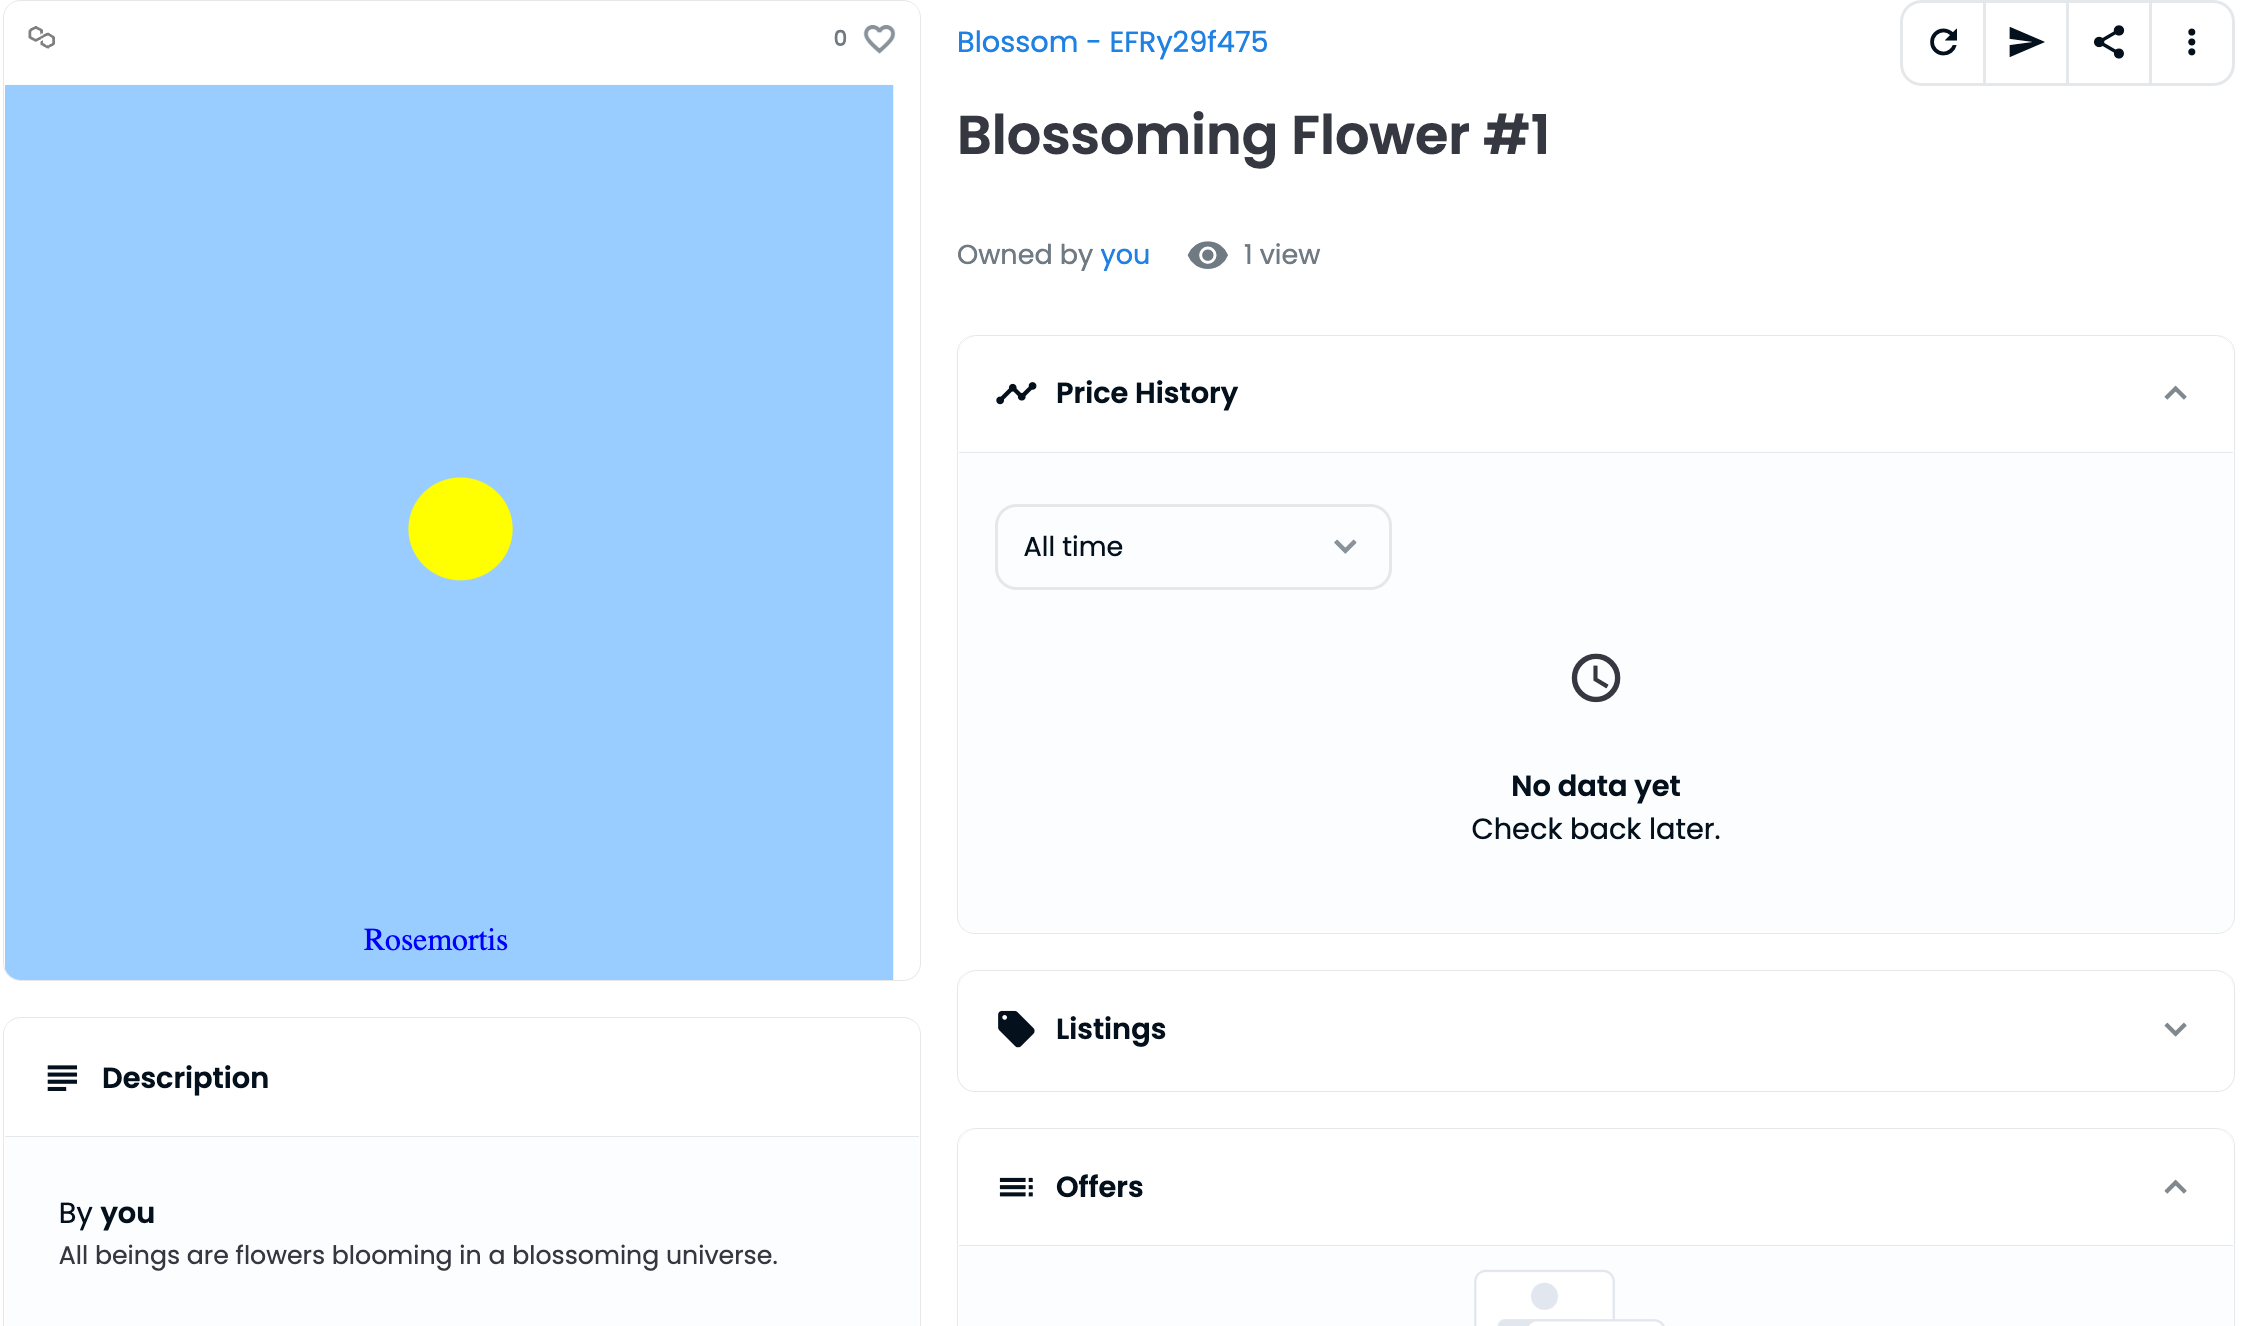 0
Rosemortis
Description
By you
All beings are flowers blooming in a blossoming universe.
Blossom - EFRy29f475
Blossoming Flower #1
Owned by you
1 view
Price History
All time
No data yet
Check back later.
Listings
Offers